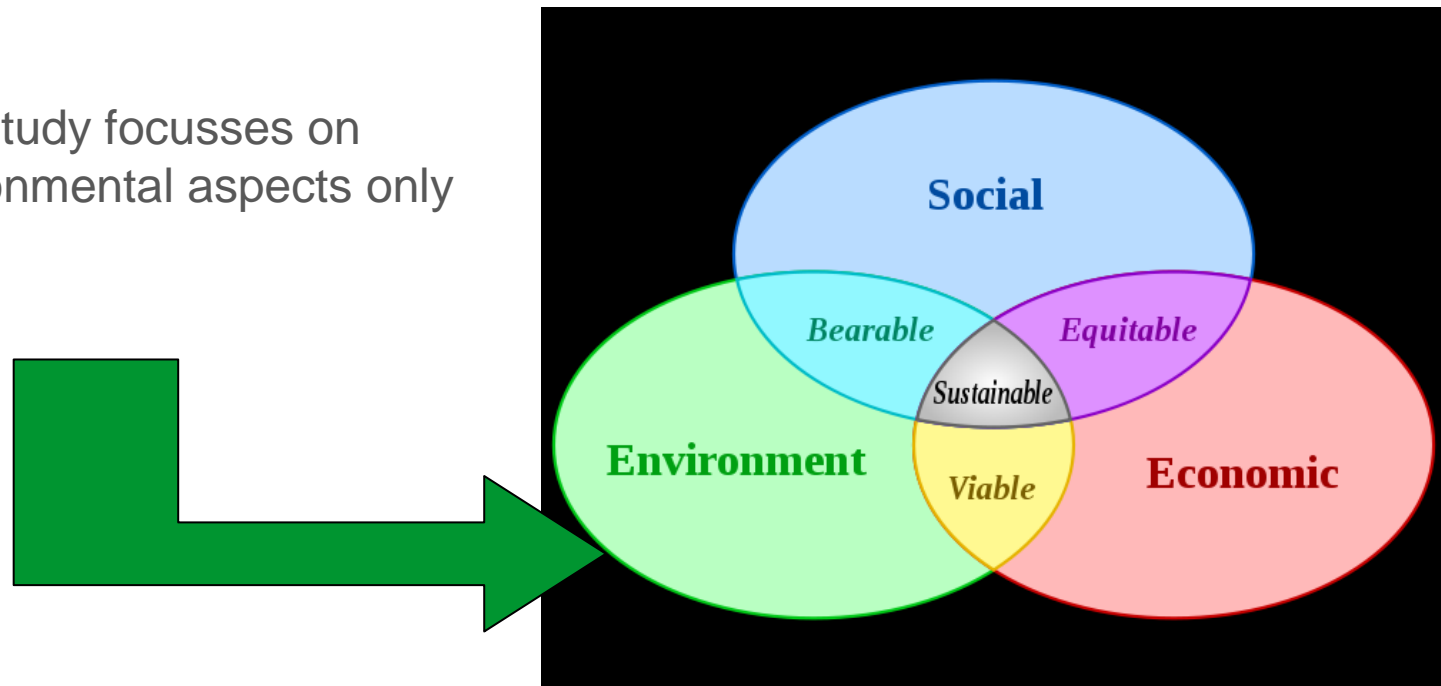 tudy focusses on
onmental aspects only
Social
Bearable
Equitable
Sustainable
Environment
Viable
Economic